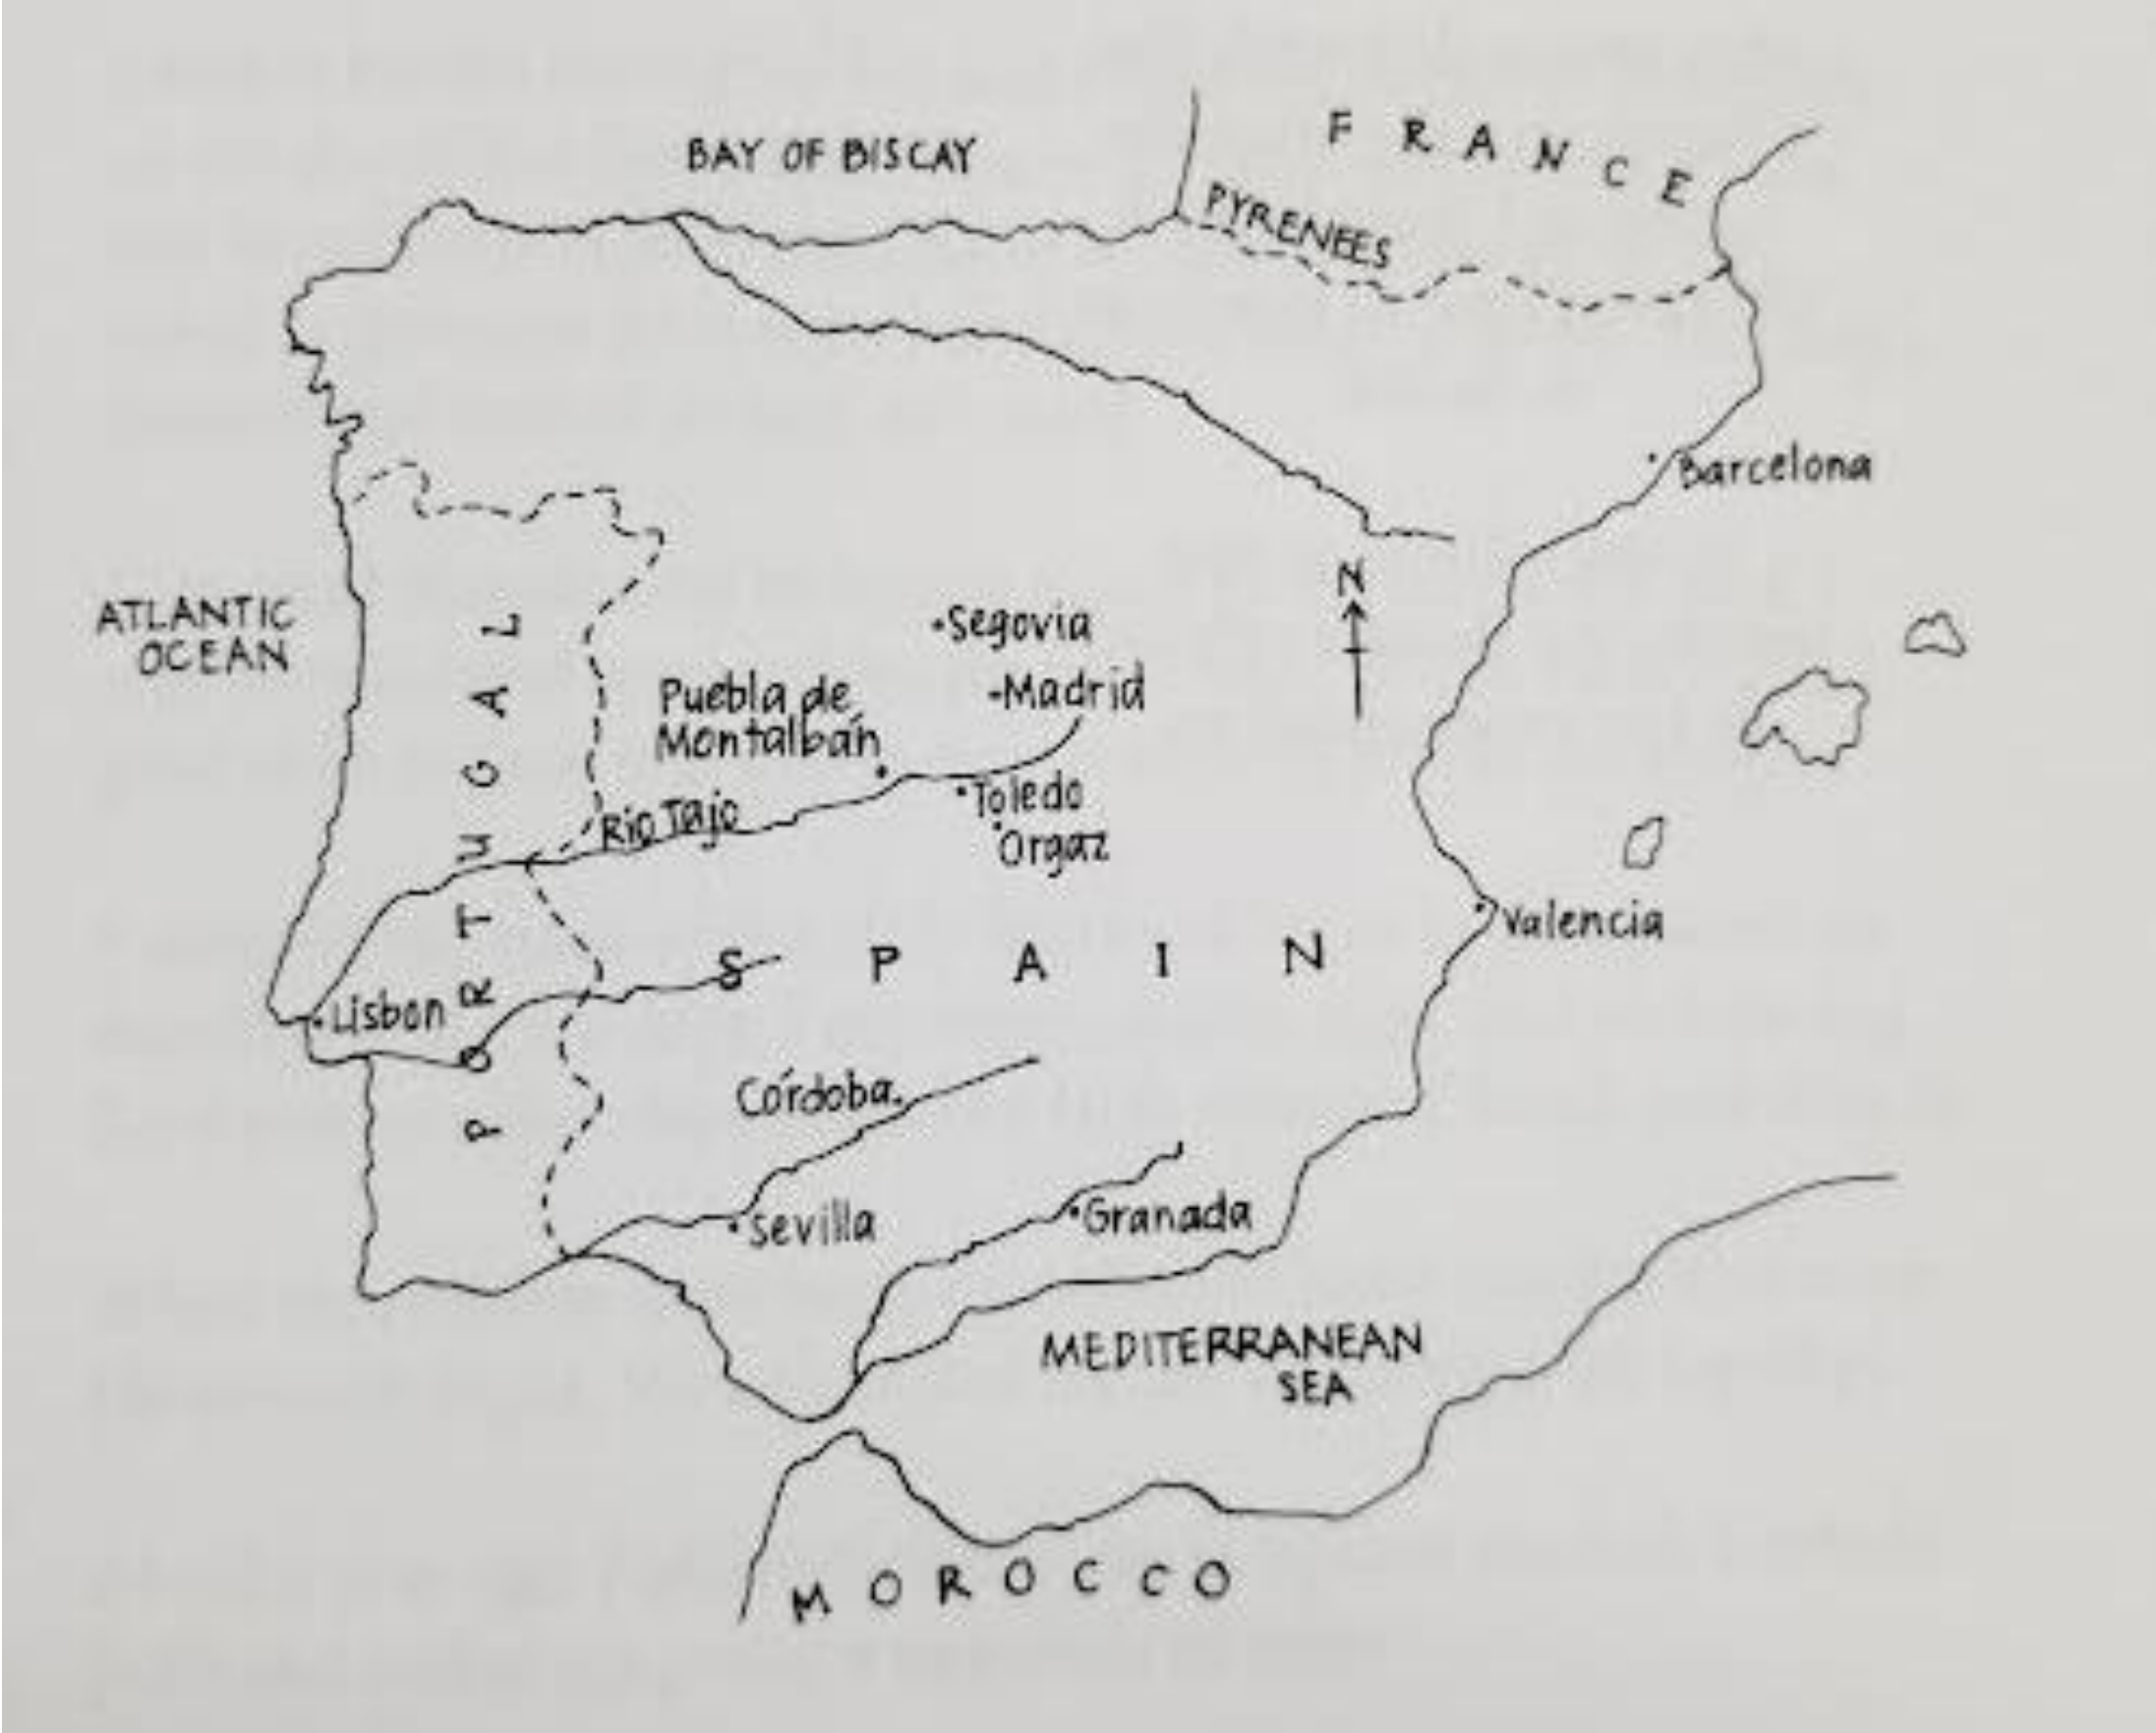 BAY OF BISCAY
FRANCE
PYRENEES
Barcelona
N
ATLANTIC
OCEAN
PORTUGAL
Segovia
Madrid
Puebla de
Montalbán
Toledo
Río Tajo
Orgaz
Valencia
SPAIN
Lisbon
Córdoba
Sevilla
Granada
MEDITERRANEAN
SEA
MOROCCO